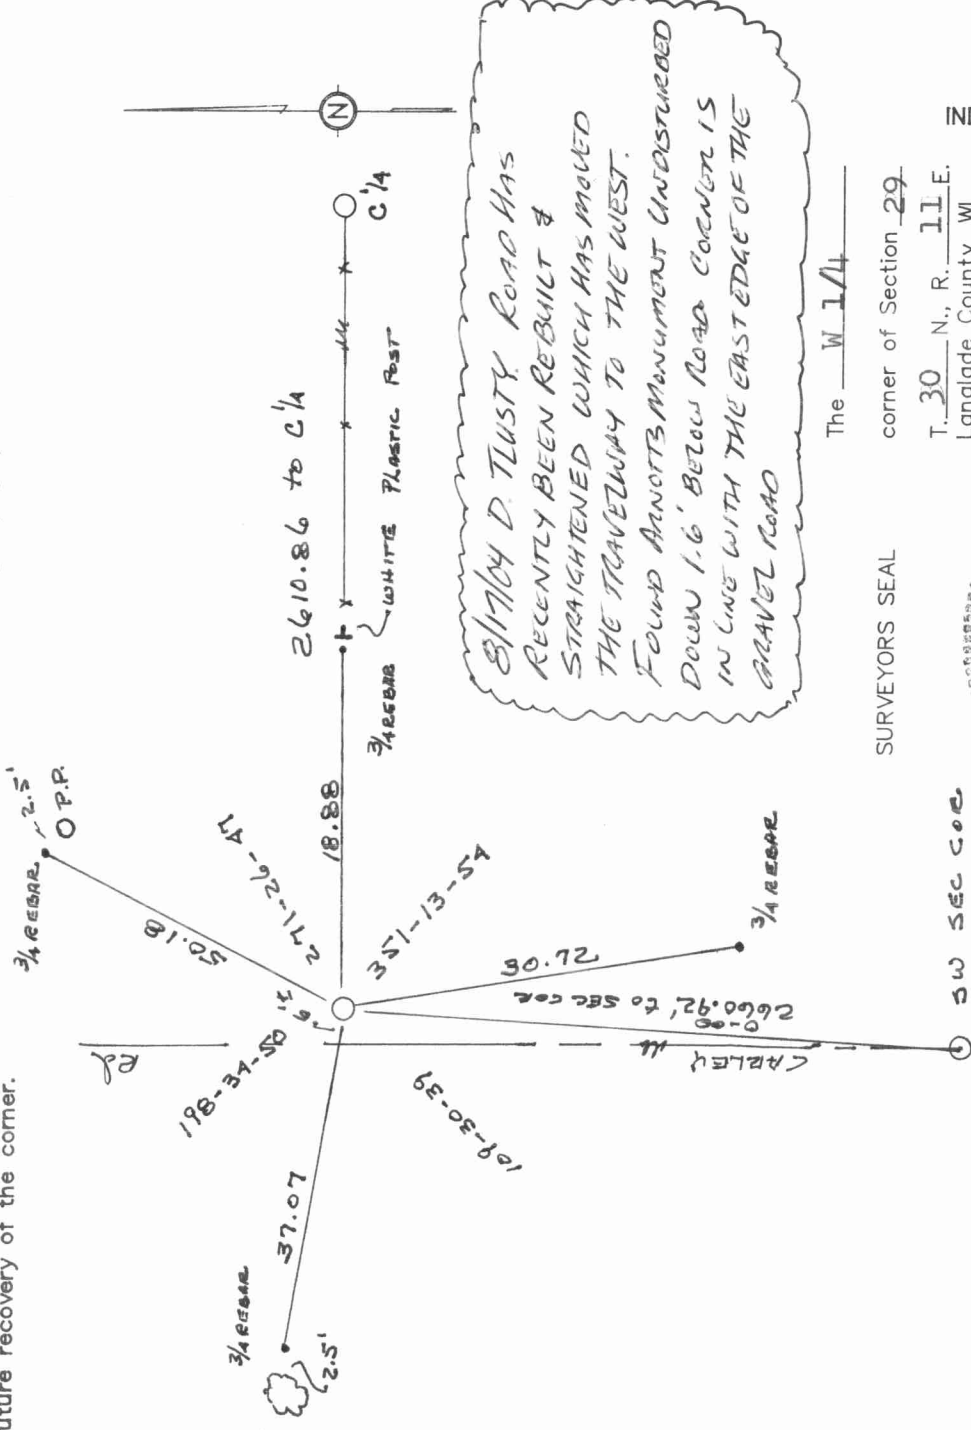 uture recovery of the corner.
3/4 REBAR
2.5'
O P.P.
50.18
2610.86 to C 1/4
N
C 1/4
271-26-47
198-34-50
Rd
18.88
3/4 REBAR
WHITE PLASTIC POST
351-13-54
37.07
3/4 REBAR
2.5'
109-30-39
30.72
3/4 REBAR
2660.92' to SEC COR
0-00
CARLEY
SW SEC COR
8/17/04 D. TLUSTY ROAD HAS
RECENTLY BEEN REBUILT &
STRAIGHTENED WHICH HAS MOVED
THE TRAVELWAY TO THE WEST.
FOUND ARNOTTS MONUMENT UNDISTURBED
DOWN 1.6' BELOW ROAD CORNER IS
IN LINE WITH THE EAST EDGE OF THE
GRAVEL ROAD
The W 1/4
SURVEYORS SEAL
corner of Section 29
T. 30 N., R. 11 E.
Langlade County, WI